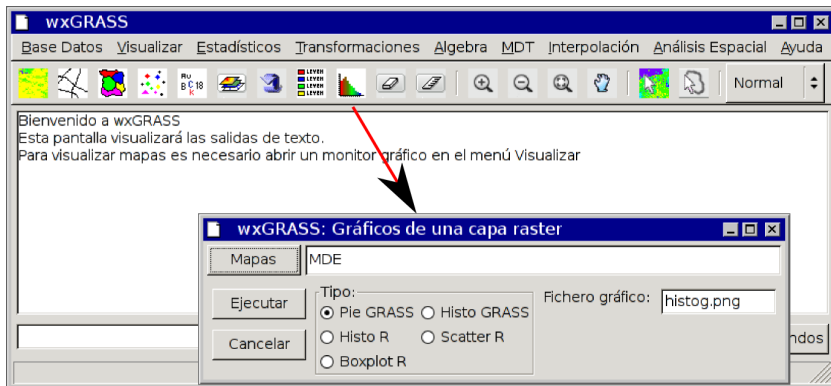 wxGRASS
Base Datos Visualizar Estadísticos Transformaciones Algebra MDT Interpolación Análisis Espacial Ayuda
Normal
Bienvenido a wxGRASS
Esta pantalla visualizará las salidas de texto.
Para visualizar mapas es necesario abrir un monitor gráfico en el menú Visualizar
wxGRASS: Gráficos de una capa raster
Mapas MDE
Ejecutar
Cancelar
Tipo:
Pie GRASS Histo GRASS
Histo R Scatter R
Boxplot R
Fichero gráfico: histog.png
ndos